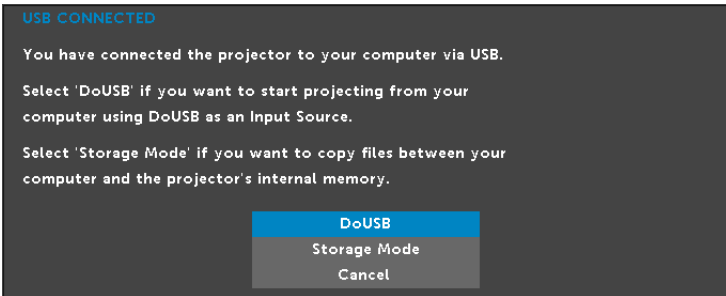 USB CONNECTED
You have connected the projector to your computer via USB.
Select 'DoUSB' if you want to start projecting from your
computer using DoUSB as an Input Source.
Select 'Storage Mode' if you want to copy files between your
computer and the projector's internal memory.
DoUSB
Storage Mode
Cancel